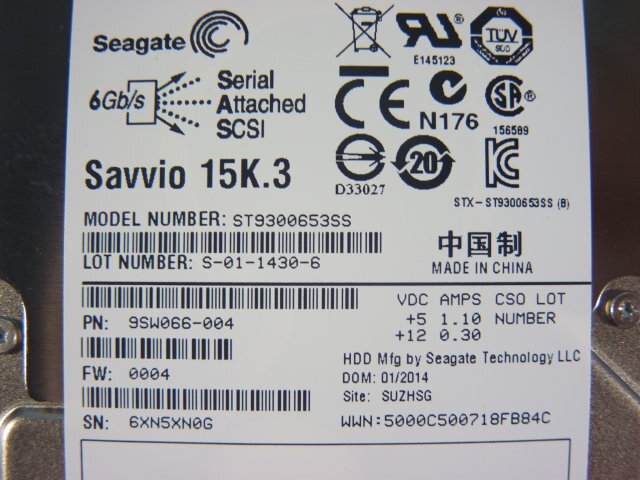 Seagate
E145123
TÜV
SÜD
6Gb/s
Serial
Attached
SCSI
CE
N176
SA®
156589
Savvio 15K.3
D33027
20
STX-ST9300653SS (B)
MODEL NUMBER: ST9300653SS
LOT NUMBER: S-01-1430-6
中国制
MADE IN CHINA
PN: 9SW066-004
VDC AMPS CSO LOT
+5 1.10 NUMBER
+12 0.30
FW: 0004
HDD Mfg by Seagate Technology LLC
DOM: 01/2014
Site: SUZHSG
SN: 6XN5XN0G
WWN:5000C500718FB84C